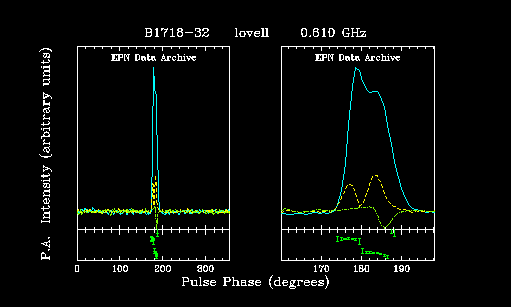 B1718-32 lovell 0.610 GHz
EPN Data Archive EPN Data Archive
Intensity (arbitrary units)
P.A.
0 100 200 300 170 180 190
Pulse Phase (degrees)